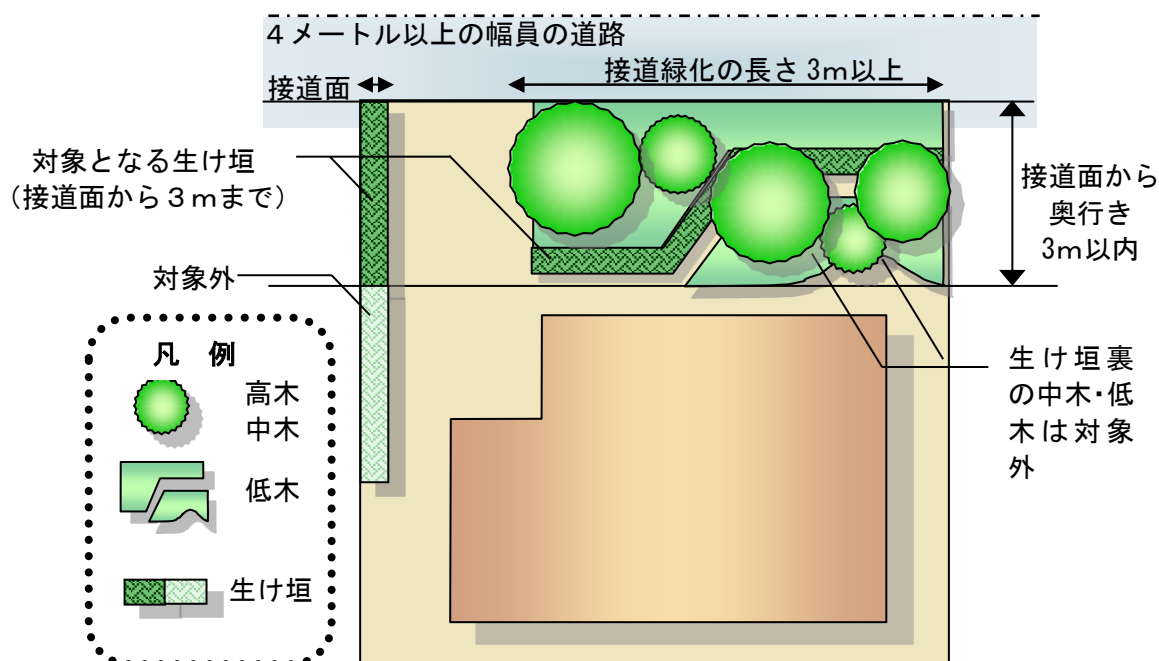 4メートル以上の幅員の道路
接道緑化の長さ 3m以上
接道面
対象となる生け垣
(接道面から3mまで)
対象外
接道面から
奥行き
3m以内
生け垣裏
の中木・低
木は対象
外
凡 例
高木
中木
低木
生け垣